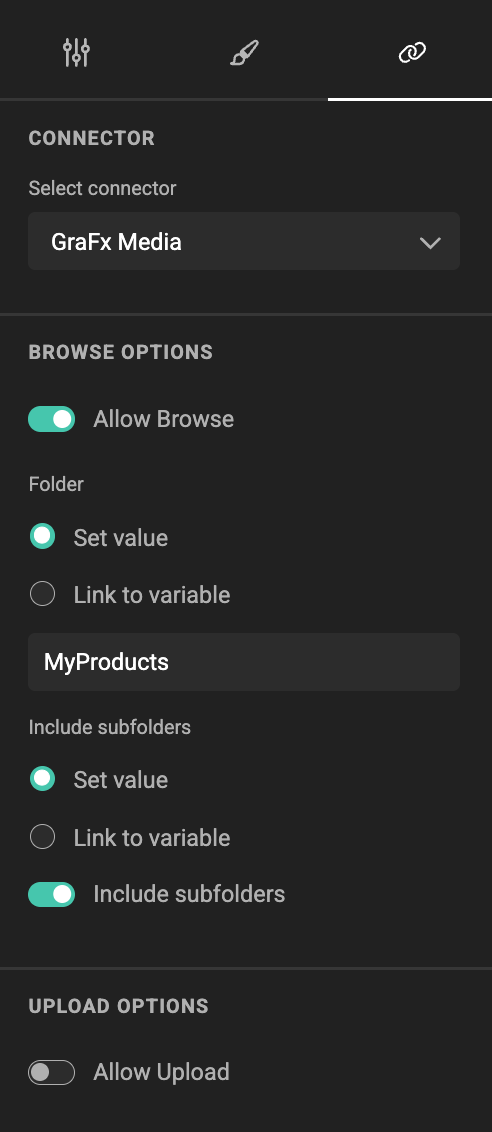 CONNECTOR
Select connector
GraFx Media
BROWSE OPTIONS
Allow Browse
Folder
Set value
Link to variable
MyProducts
Include subfolders
Set value
Link to variable
Include subfolders
UPLOAD OPTIONS
Allow Upload